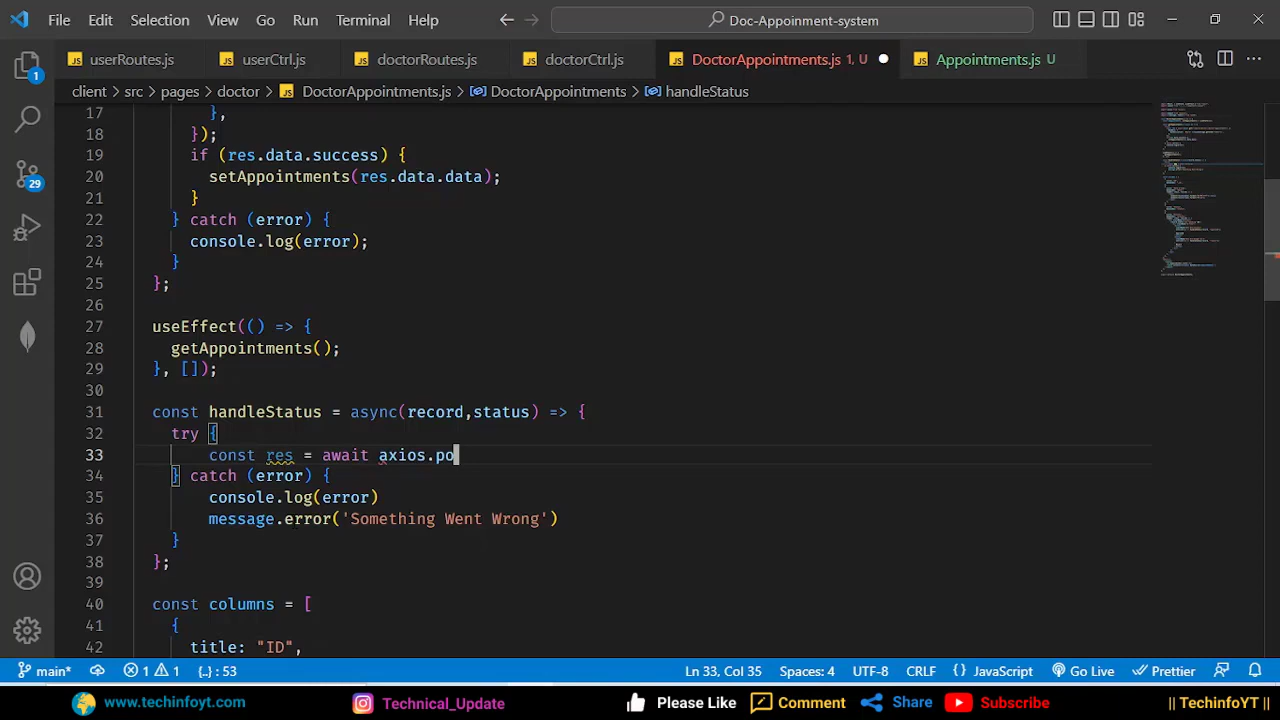 File Edit Selection View Go Run Terminal Help Doc-Appoinment-system
userRoutes.js userCtrl.js doctorRoutes.js doctorCtrl.js DoctorAppointments.js 1, U Appointments.js U
client > src > pages > doctor > DoctorAppointments.js > DoctorAppointments > handleStatus
17 },
18 });
19 if (res.data.success) {
20 setAppointments(res.data.data);
21 }
22 } catch (error) {
23 console.log(error);
24 }
25 };
26
27 useEffect(() => {
28 getAppointments();
29 }, []);
30
31 const handleStatus = async(record,status) => {
32 try {
33 const res = await axios.po
34 } catch (error) {
35 console.log(error)
36 message.error('Something Went Wrong')
37 }
38 };
39
40 const columns = [
41 {
42 title: "ID",
1
29
main* 1 1 {..} : 53 Ln 33, Col 35 Spaces: 4 UTF-8 CRLF {} JavaScript Go Live Prettier
www.techinfoyt.com Technical_Update Please Like Comment Share Subscribe || TechinfoYT ||